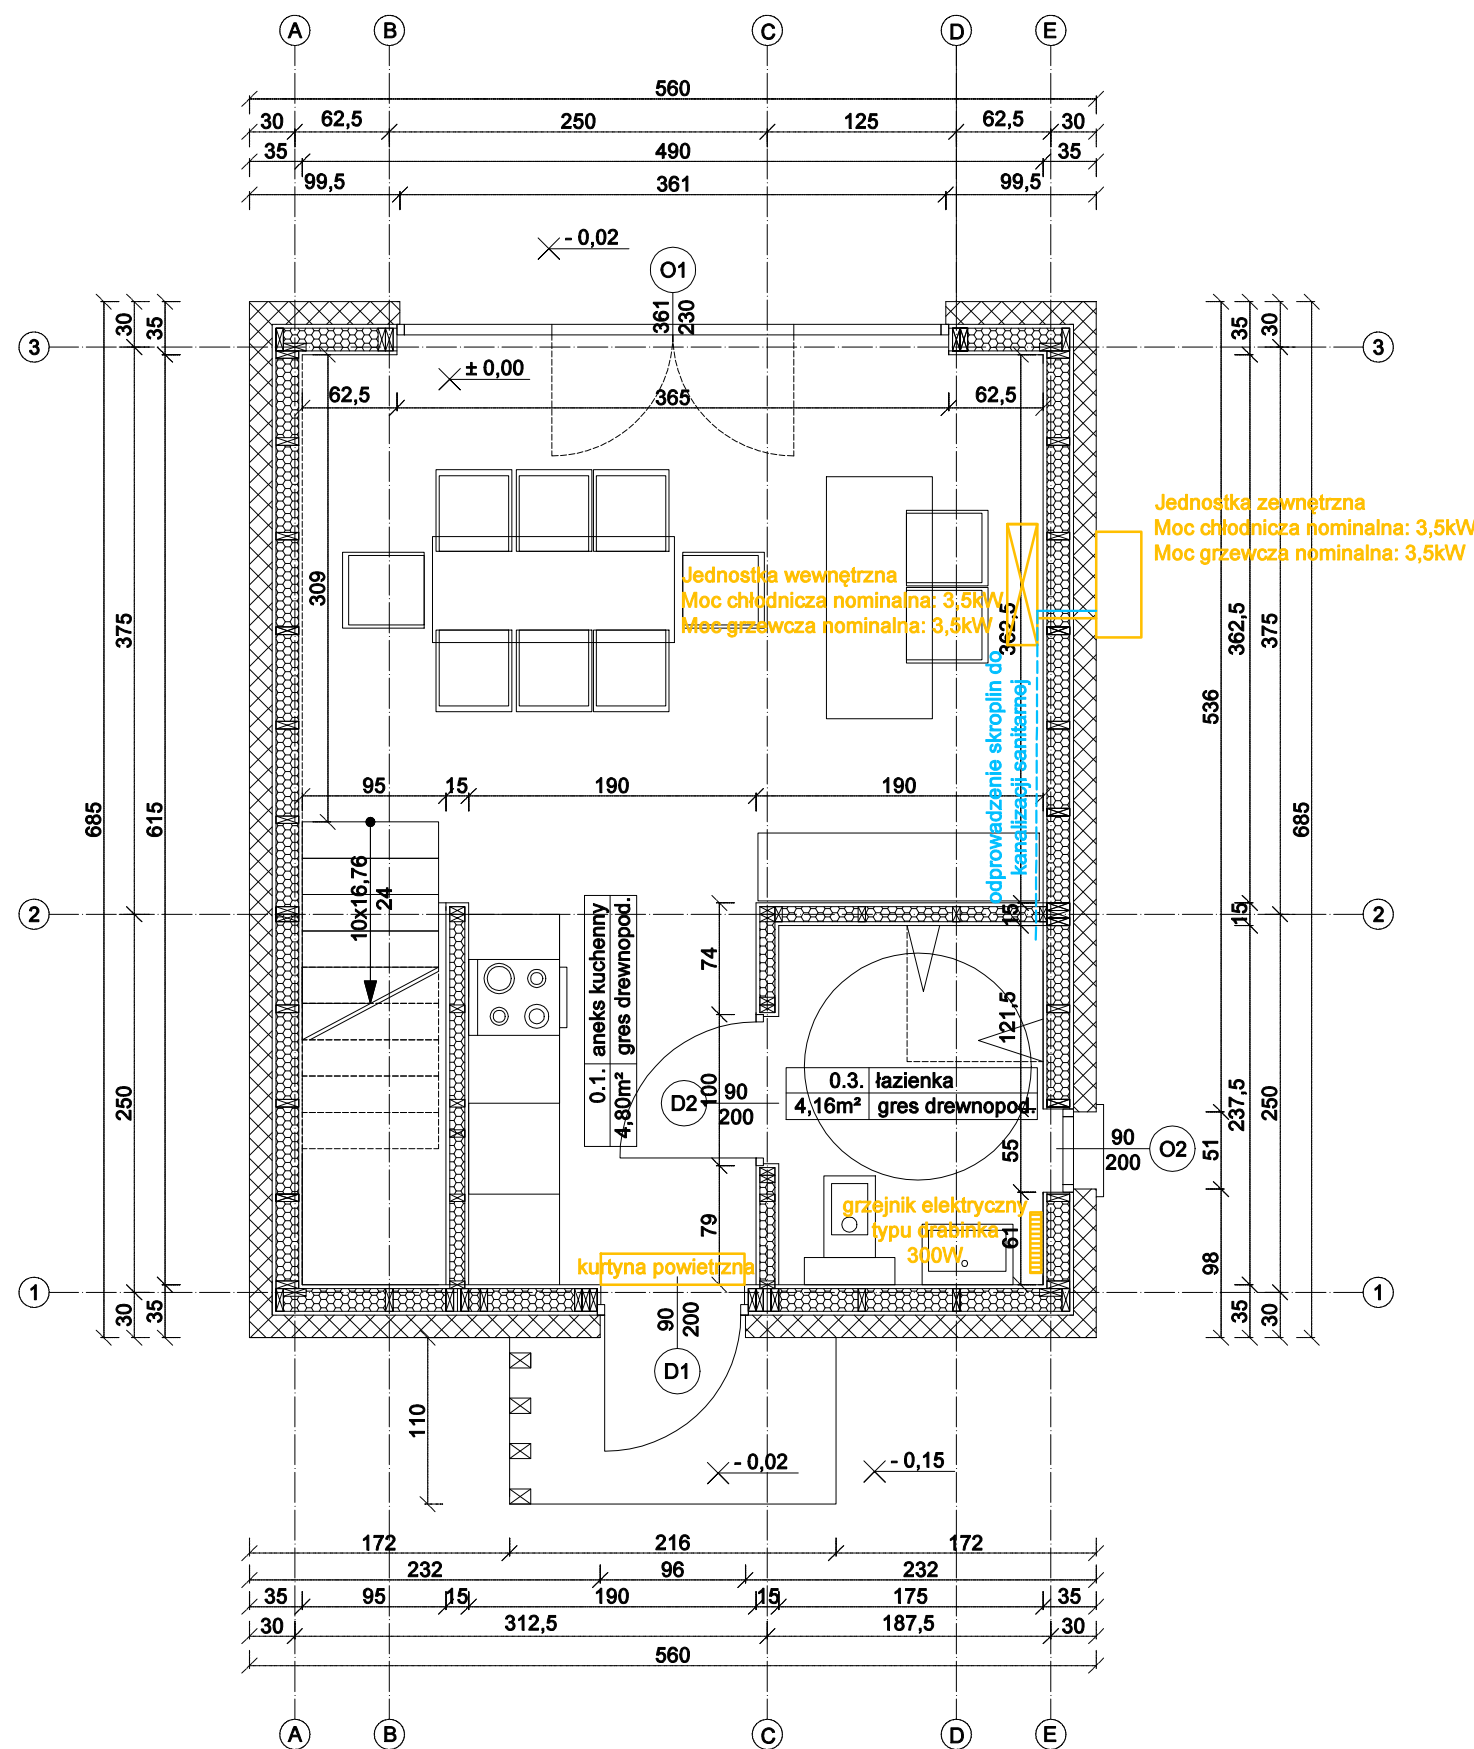 A B C D E
560
30 62,5 250 125 62,5 30
35 490 35
99,5 361 99,5
- 0,02
O1
361
230
± 0,00
62,5 365 62,5
3
3
30
35
35
30
309
375
615
685
362,5
362,5
375
536
685
Jednostka zewnętrzna
Moc chłodnicza nominalna: 3,5kW
Moc grzewcza nominalna: 3,5kW
Jednostka wewnętrzna
Moc chłodnicza nominalna: 3,5kW
Moc grzewcza nominalna: 3,5kW
odprowadzenie skroplin do
kanalizacji sanitarnej
95 15 190 190
10x16,76
24
2
2
15
15
0.1. aneks kuchenny
4,80m² gres drewnopod.
74
100
79
D2
90
200
121,5
0.3. łazienka
4,16m² gres drewnopod.
55
61
90
200
O2
51
237,5
250
98
250
grzejnik elektryczny
typu drabinka
300W
kurtyna powietrzna
1
1
30
35
35
30
90
200
D1
110
- 0,02
- 0,15
172 216 172
232 96 232
35 95 15 190 15 175 35
30 312,5 187,5 30
560
A B C D E